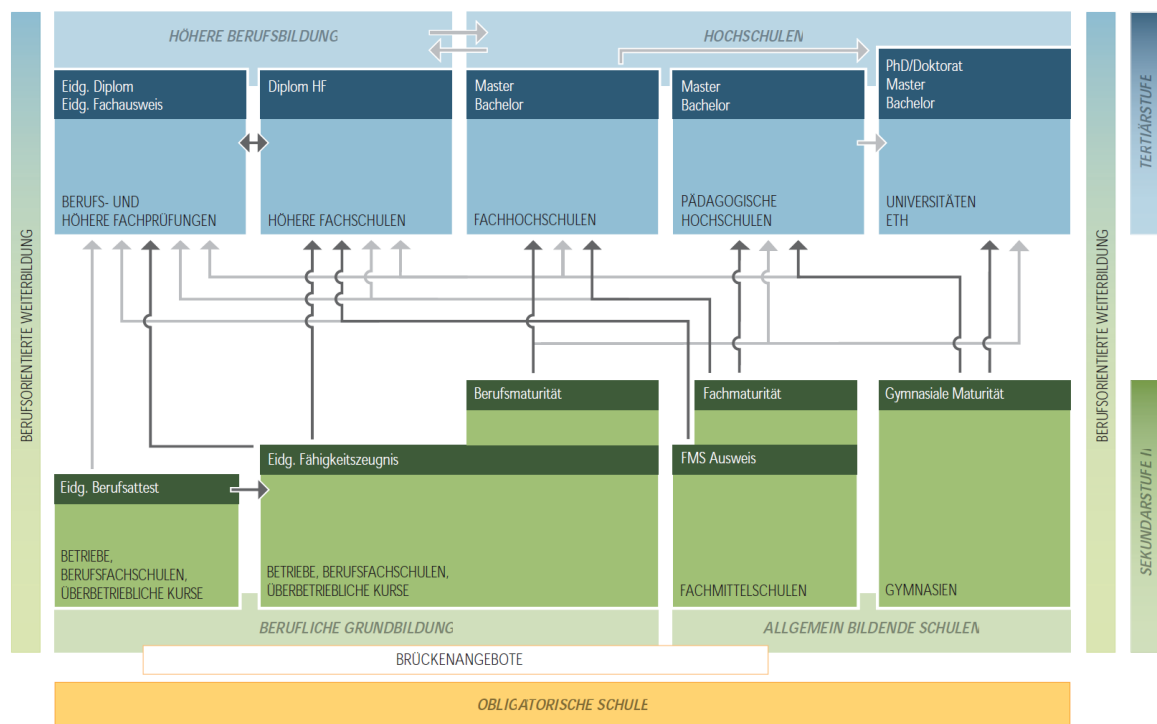 HÖHERE BERUFSBILDUNG
HOCHSCHULEN
Eidg. Diplom
Eidg. Fachausweis
Diplom HF
Master
Bachelor
Master
Bachelor
PhD/Doktorat
Master
Bachelor
BERUFS- UND
HÖHERE FACHPRÜFUNGEN
HÖHERE FACHSCHULEN
FACHHOCHSCHULEN
PÄDAGOGISCHE
HOCHSCHULEN
UNIVERSITÄTEN
ETH
TERTIÄRSTUFE
BERUFSORIENTIERTE WEITERBILDUNG
BERUFSORIENTIERTE WEITERBILDUNG
Berufsmaturität
Fachmaturität
Gymnasiale Maturität
Eidg. Fähigkeitszeugnis
FMS Ausweis
Eidg. Berufsattest
BETRIEBE,
BERUFSFACHSCHULEN,
ÜBERBETRIEBLICHE KURSE
BETRIEBE, BERUFSFACHSCHULEN,
ÜBERBETRIEBLICHE KURSE
FACHMITTELSCHULEN
GYMNASIEN
SEKUNDARSTUFE II
BERUFLICHE GRUNDBILDUNG
ALLGEMEIN BILDENDE SCHULEN
BRÜCKENANGEBOTE
OBLIGATORISCHE SCHULE